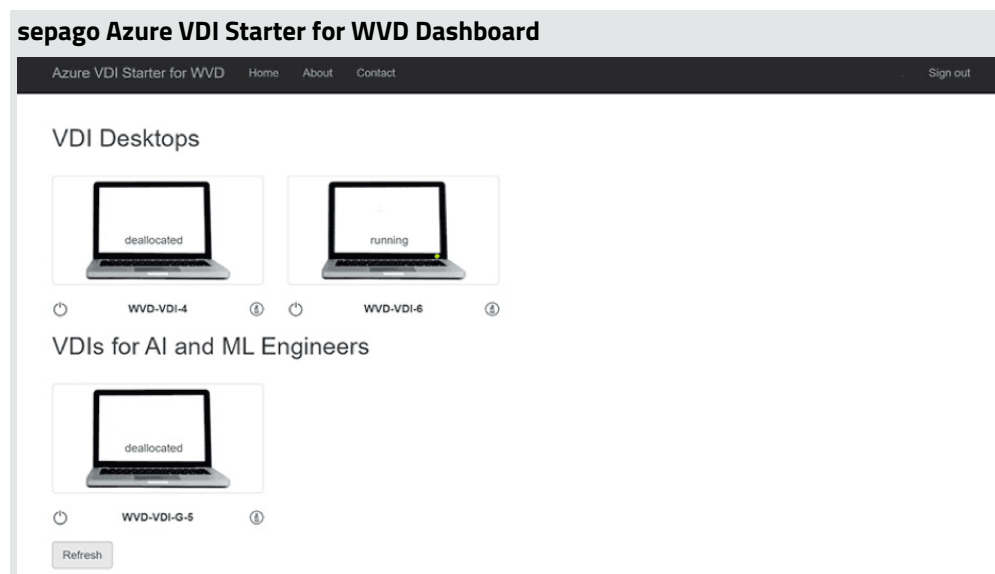 sepago Azure VDI Starter for WVD Dashboard
Azure VDI Starter for WVD Home About Contact Sign out
VDI Desktops
deallocated running
WVD-VDI-4 WVD-VDI-6
VDIs for AI and ML Engineers
deallocated
WVD-VDI-G-5
Refresh